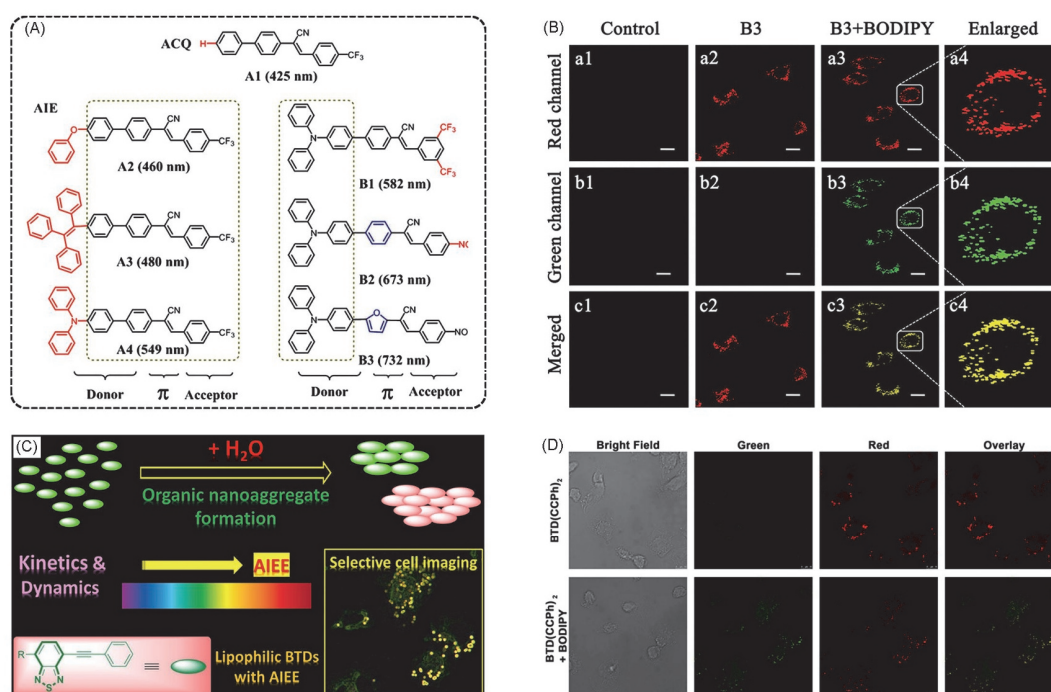 (A)
ACQ
H
CN
CF3
A1 (425 nm)
AIE
O
CN
CF3
A2 (460 nm)
N
CN
CF3
CF3
B1 (582 nm)
CN
CF3
A3 (480 nm)
N
CN
NO
B2 (673 nm)
N
CN
CF3
A4 (549 nm)
N
O
CN
NO
B3 (732 nm)
Donor π Acceptor
Donor π Acceptor
(B)
Control B3 B3+BODIPY Enlarged
Red channel
a1 a2 a3 a4
Green channel
b1 b2 b3 b4
Merged
c1 c2 c3 c4
(C)
+ H2O
Organic nanoaggregate
formation
Kinetics &
Dynamics
AIEE
Selective cell imaging
R
N
S
N
≡
Lipophilic BTDs
with AIEE
(D)
Bright Field Green Red Overlay
BTD(CCPh)2
BTD(CCPh)2
+ BODIPY